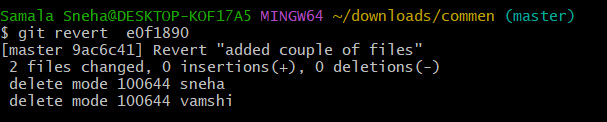 Samala Sneha@DESKTOP-KOF17A5 MINGW64 ~/downloads/commen (master)
$ git revert  e0f1890
[master 9ac6c41] Revert "added couple of files"
 2 files changed, 0 insertions(+), 0 deletions(-)
 delete mode 100644 sneha
 delete mode 100644 vamshi